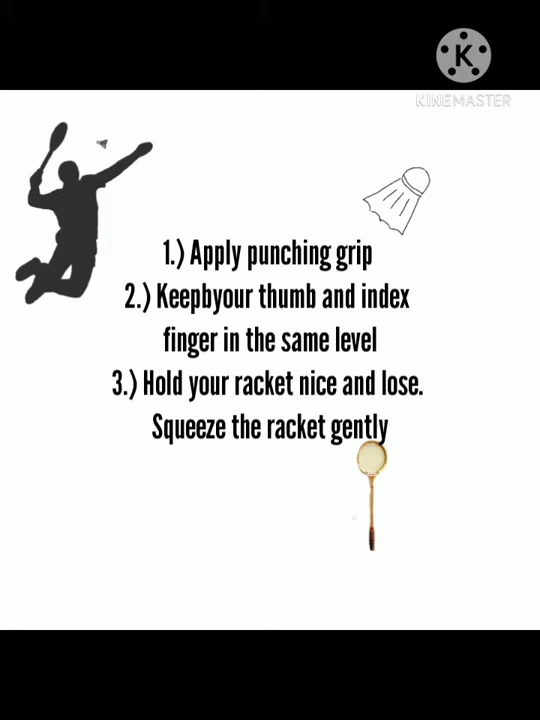 K
KINEMASTER
1.) Apply punching grip
2.) Keepbyour thumb and index
finger in the same level
3.) Hold your racket nice and lose.
Squeeze the racket gently